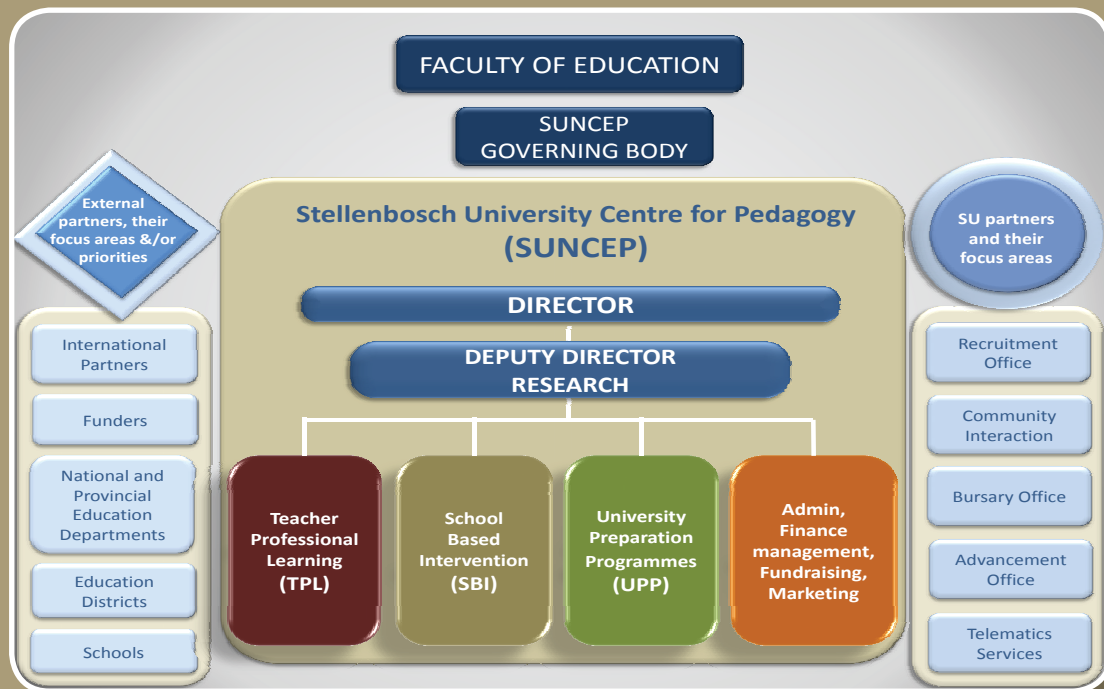 FACULTY OF EDUCATION
SUNCEP
GOVERNING BODY
External
partners, their
focus areas &/or
priorities
International
Partners
Funders
National and
Provincial
Education
Departments
Education
Districts
Schools
Stellenbosch University Centre for Pedagogy
(SUNCEP)
DIRECTOR
DEPUTY DIRECTOR
RESEARCH
Teacher
Professional
Learning
(TPL)
School
Based
Intervention
(SBI)
University
Preparation
Programmes
(UPP)
Admin,
Finance
management,
Fundraising,
Marketing
SU partners
and their
focus areas
Recruitment
Office
Community
Interaction
Bursary Office
Advancement
Office
Telematics
Services